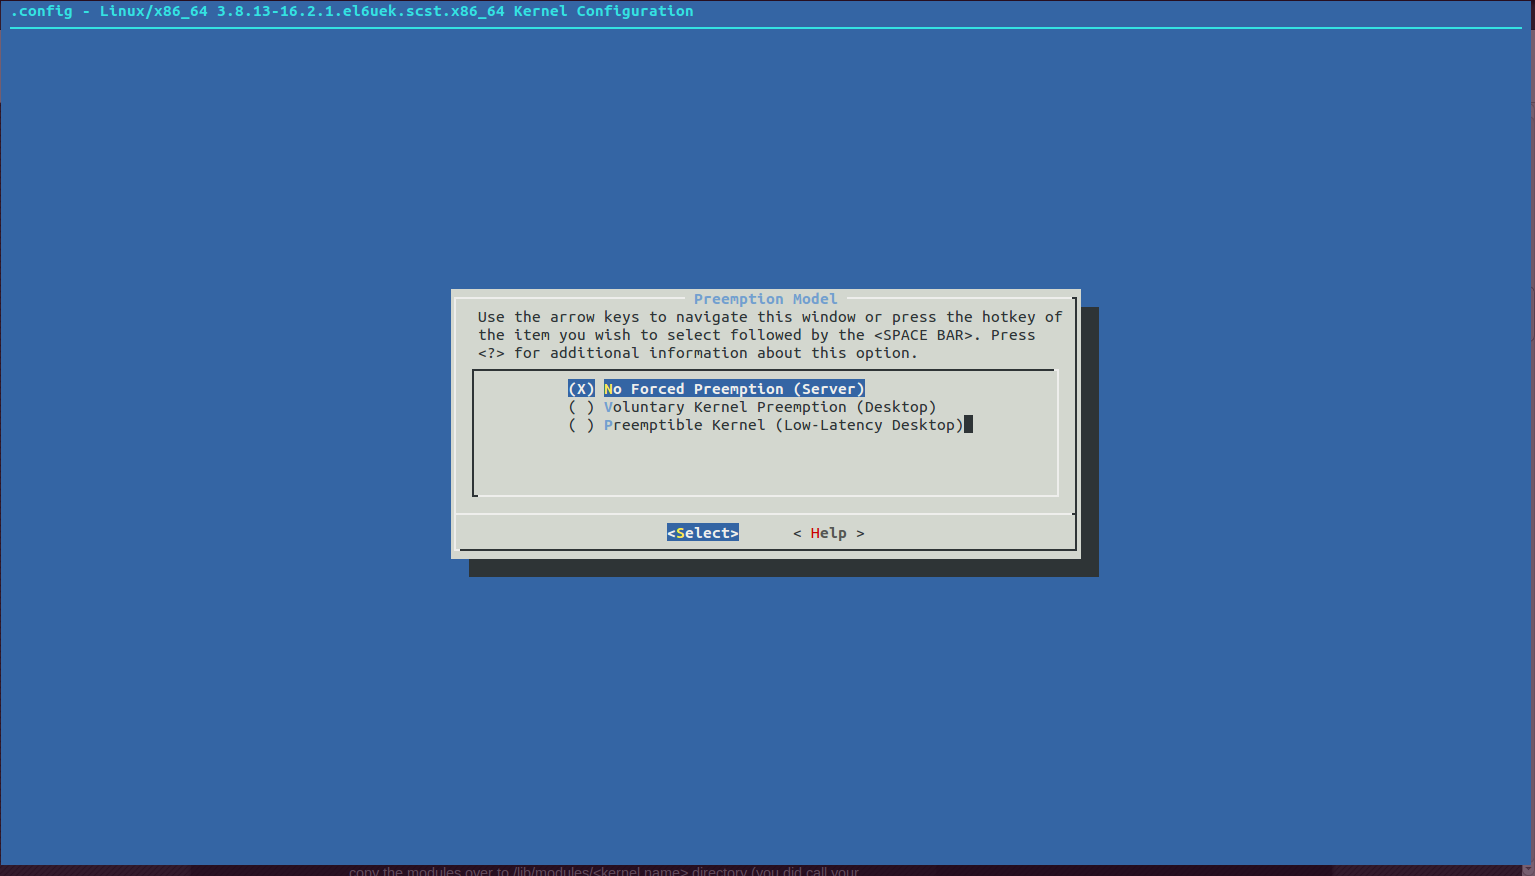 .config - Linux/x86_64 3.8.13-16.2.1.el6uek.scst.x86_64 Kernel Configuration
Preemption Model
Use the arrow keys to navigate this window or press the hotkey of
the item you wish to select followed by the <SPACE BAR>. Press
<?> for additional information about this option.
(X) No Forced Preemption (Server)
( ) Voluntary Kernel Preemption (Desktop)
( ) Preemptible Kernel (Low-Latency Desktop)
<Select> < Help >
copy the modules over to /lib/modules/<kernel name> directory (you did call your